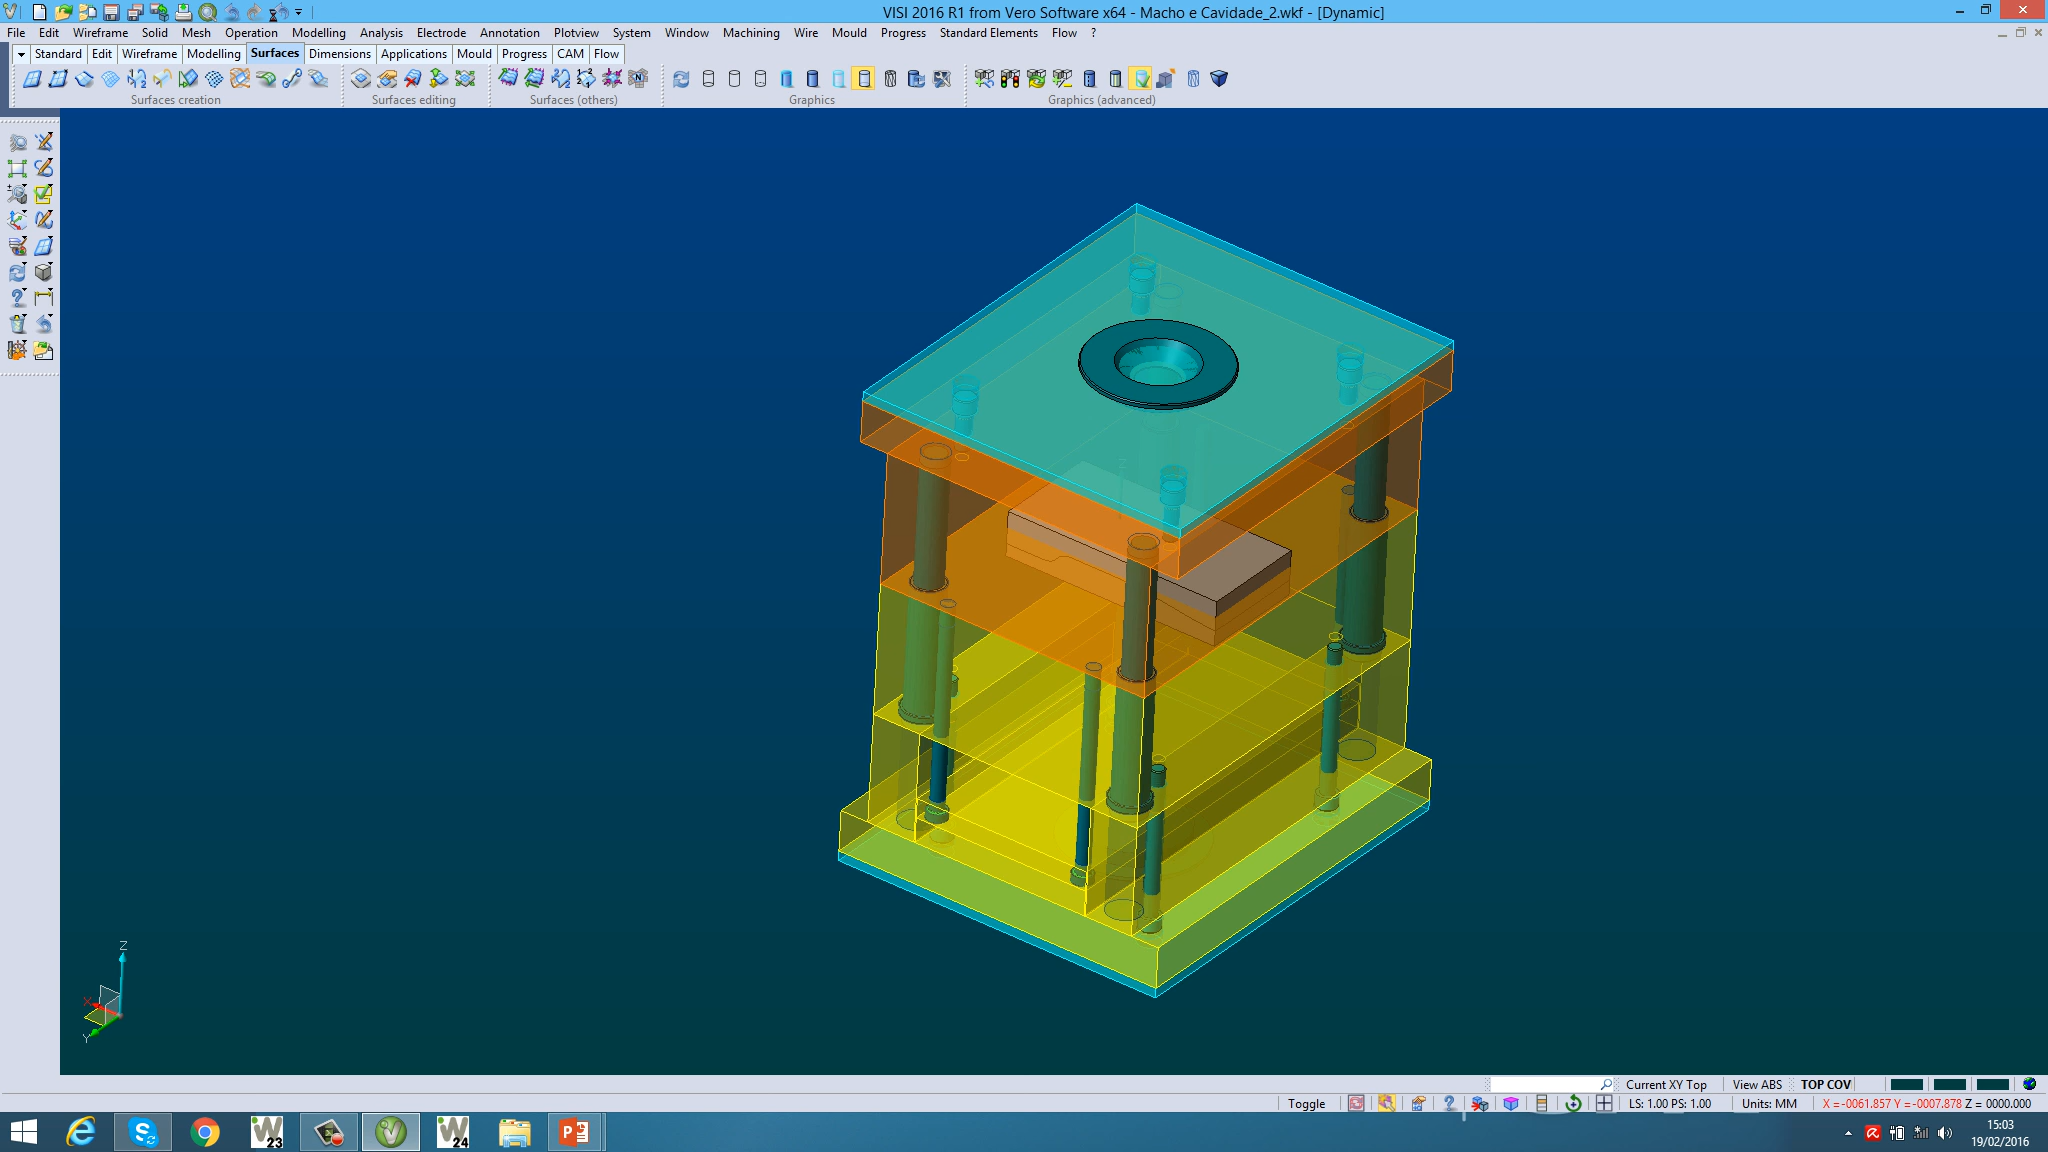 VISI 2016 R1 from Vero Software x64 - Macho e Cavidade_2.wkf - [Dynamic]
File Edit Wireframe Solid Mesh Operation Modelling Analysis Electrode Annotation Plotview System Window Machining Wire Mould Progress Standard Elements Flow ?
Standard Edit Wireframe Modelling Surfaces Dimensions Applications Mould Progress CAM Flow
Surfaces creation Surfaces editing Surfaces (others) Graphics Graphics (advanced)
Z
Z
X
Y
Current XY Top View ABS TOP COV
Toggle LS: 1.00 PS: 1.00 Units: MM X =-0061.857 Y =-0007.878 Z = 0000.000
W 23 W 24 P
15:03
19/02/2016